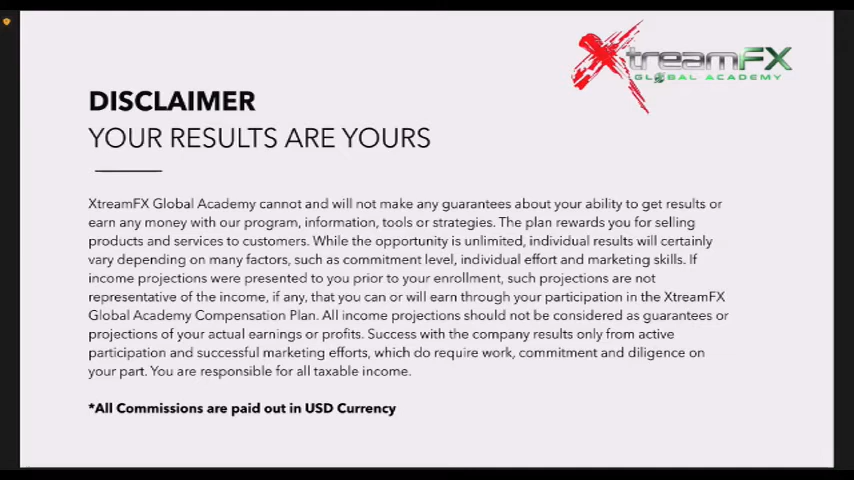 XtreamFX
GLOBAL ACADEMY
DISCLAIMER
YOUR RESULTS ARE YOURS
XtreamFX Global Academy cannot and will not make any guarantees about your ability to get results or
earn any money with our program, information, tools or strategies. The plan rewards you for selling
products and services to customers. While the opportunity is unlimited, individual results will certainly
vary depending on many factors, such as commitment level, individual effort and marketing skills. If
income projections were presented to you prior to your enrollment, such projections are not
representative of the income, if any, that you can or will earn through your participation in the XtreamFX
Global Academy Compensation Plan. All income projections should not be considered as guarantees or
projections of your actual earnings or profits. Success with the company results only from active
participation and successful marketing efforts, which do require work, commitment and diligence on
your part. You are responsible for all taxable income.
*All Commissions are paid out in USD Currency